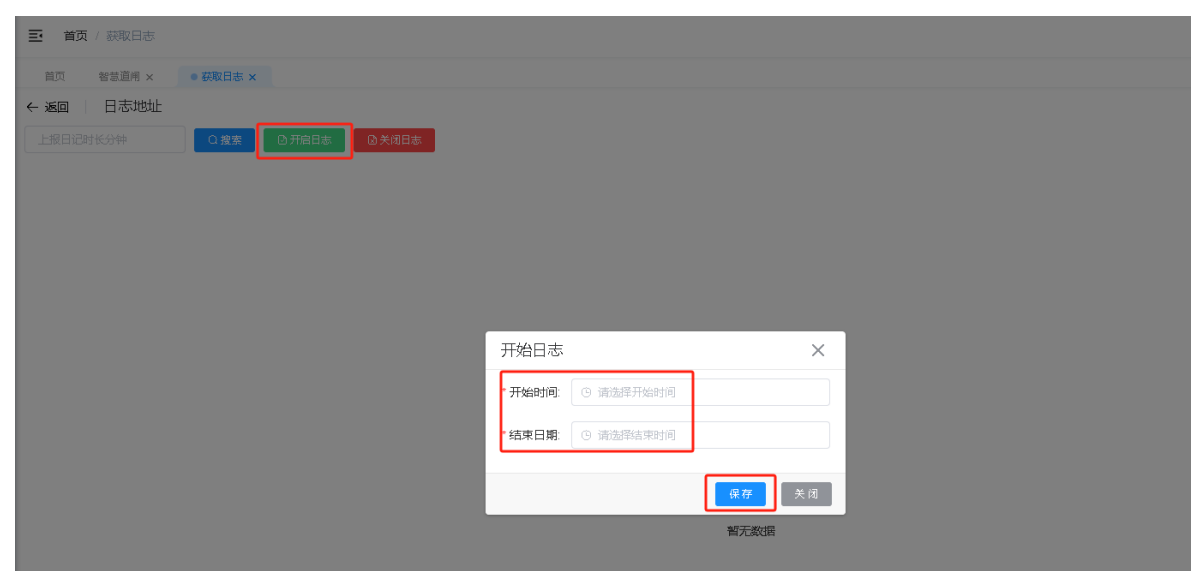 首页 / 获取日志
首页 智慧道闸 × 获取日志 ×
← 返回 日志地址
上报日记时长分钟 搜索 开启日志 关闭日志
开始日志
* 开始时间: 请选择开始时间
* 结束日期: 请选择结束时间
保存 关闭
暂无数据